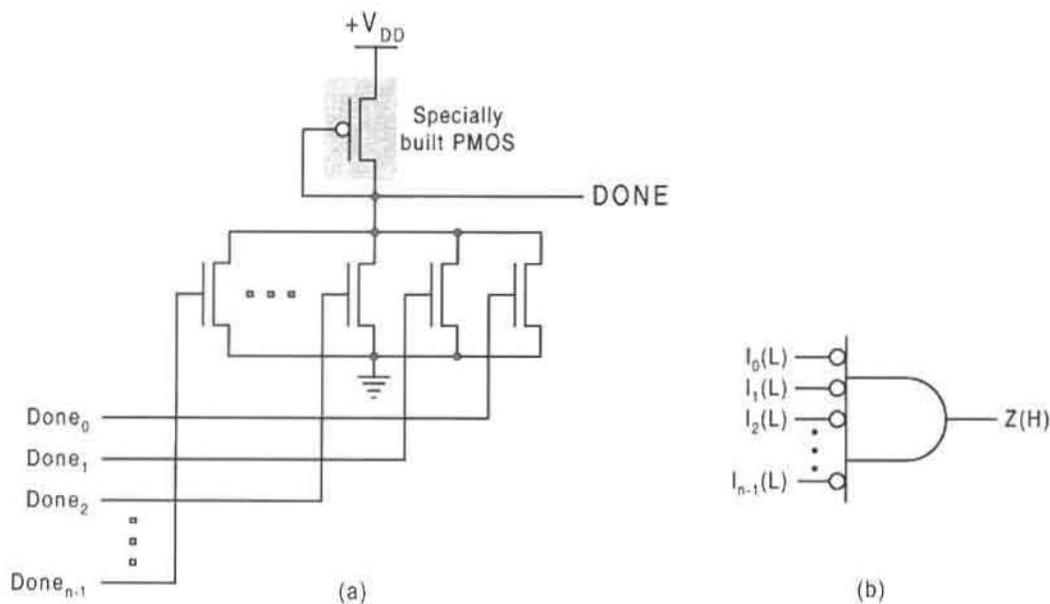 +V_DD
Specially
built PMOS
DONE
Done_0
Done_1
Done_2
Done_n-1
(a)
I_0(L)
I_1(L)
I_2(L)
I_n-1(L)
Z(H)
(b)